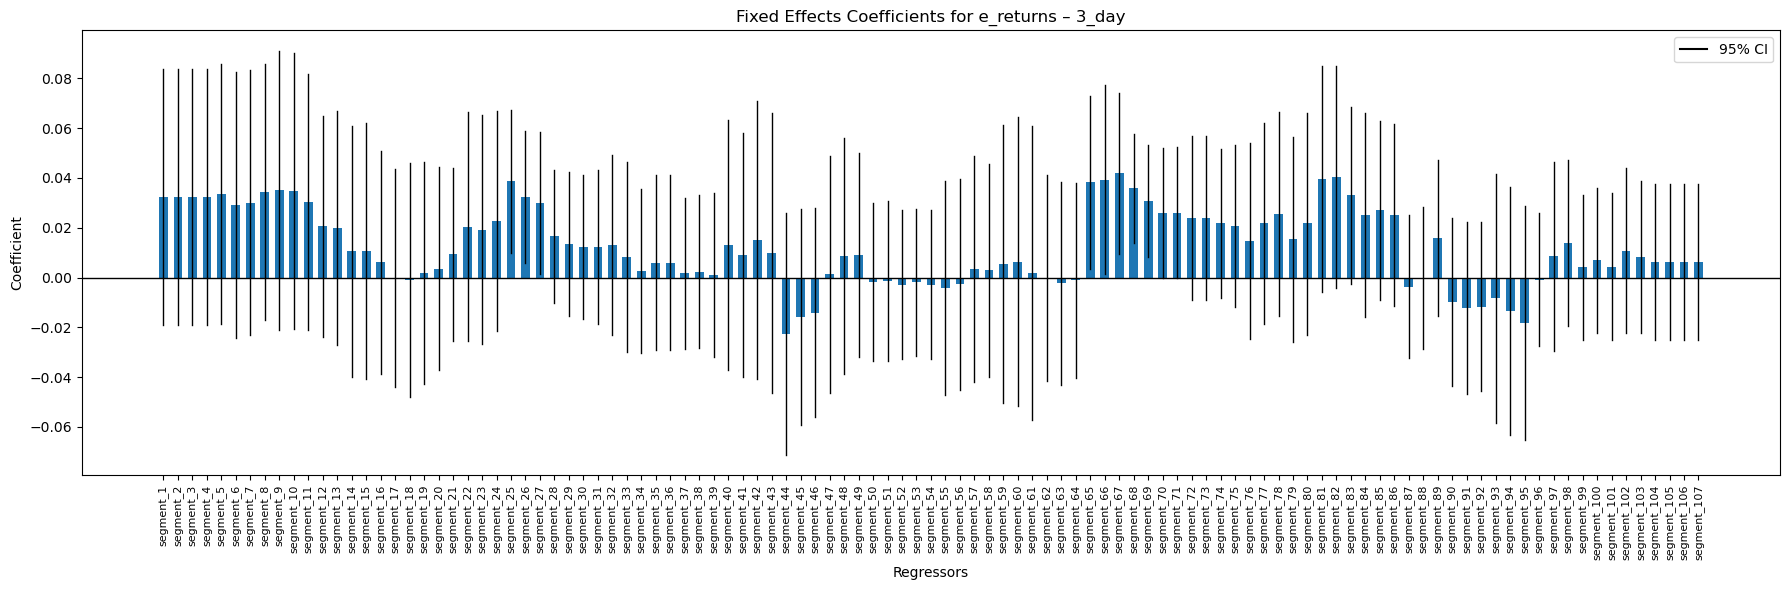 Fixed Effects Coefficients for e_returns – 3_day
95% CI
Coefficient
0.08
0.06
0.04
0.02
0.00
−0.02
−0.04
−0.06
segment_1
segment_2
segment_3
segment_4
segment_5
segment_6
segment_7
segment_8
segment_9
segment_10
segment_11
segment_12
segment_13
segment_14
segment_15
segment_16
segment_17
segment_18
segment_19
segment_20
segment_21
segment_22
segment_23
segment_24
segment_25
segment_26
segment_27
segment_28
segment_29
segment_30
segment_31
segment_32
segment_33
segment_34
segment_35
segment_36
segment_37
segment_38
segment_39
segment_40
segment_41
segment_42
segment_43
segment_44
segment_45
segment_46
segment_47
segment_48
segment_49
segment_50
segment_51
segment_52
segment_53
segment_54
segment_55
segment_56
segment_57
segment_58
segment_59
segment_60
segment_61
segment_62
segment_63
segment_64
segment_65
segment_66
segment_67
segment_68
segment_69
segment_70
segment_71
segment_72
segment_73
segment_74
segment_75
segment_76
segment_77
segment_78
segment_79
segment_80
segment_81
segment_82
segment_83
segment_84
segment_85
segment_86
segment_87
segment_88
segment_89
segment_90
segment_91
segment_92
segment_93
segment_94
segment_95
segment_96
segment_97
segment_98
segment_99
segment_100
segment_101
segment_102
segment_103
segment_104
segment_105
segment_106
segment_107
Regressors